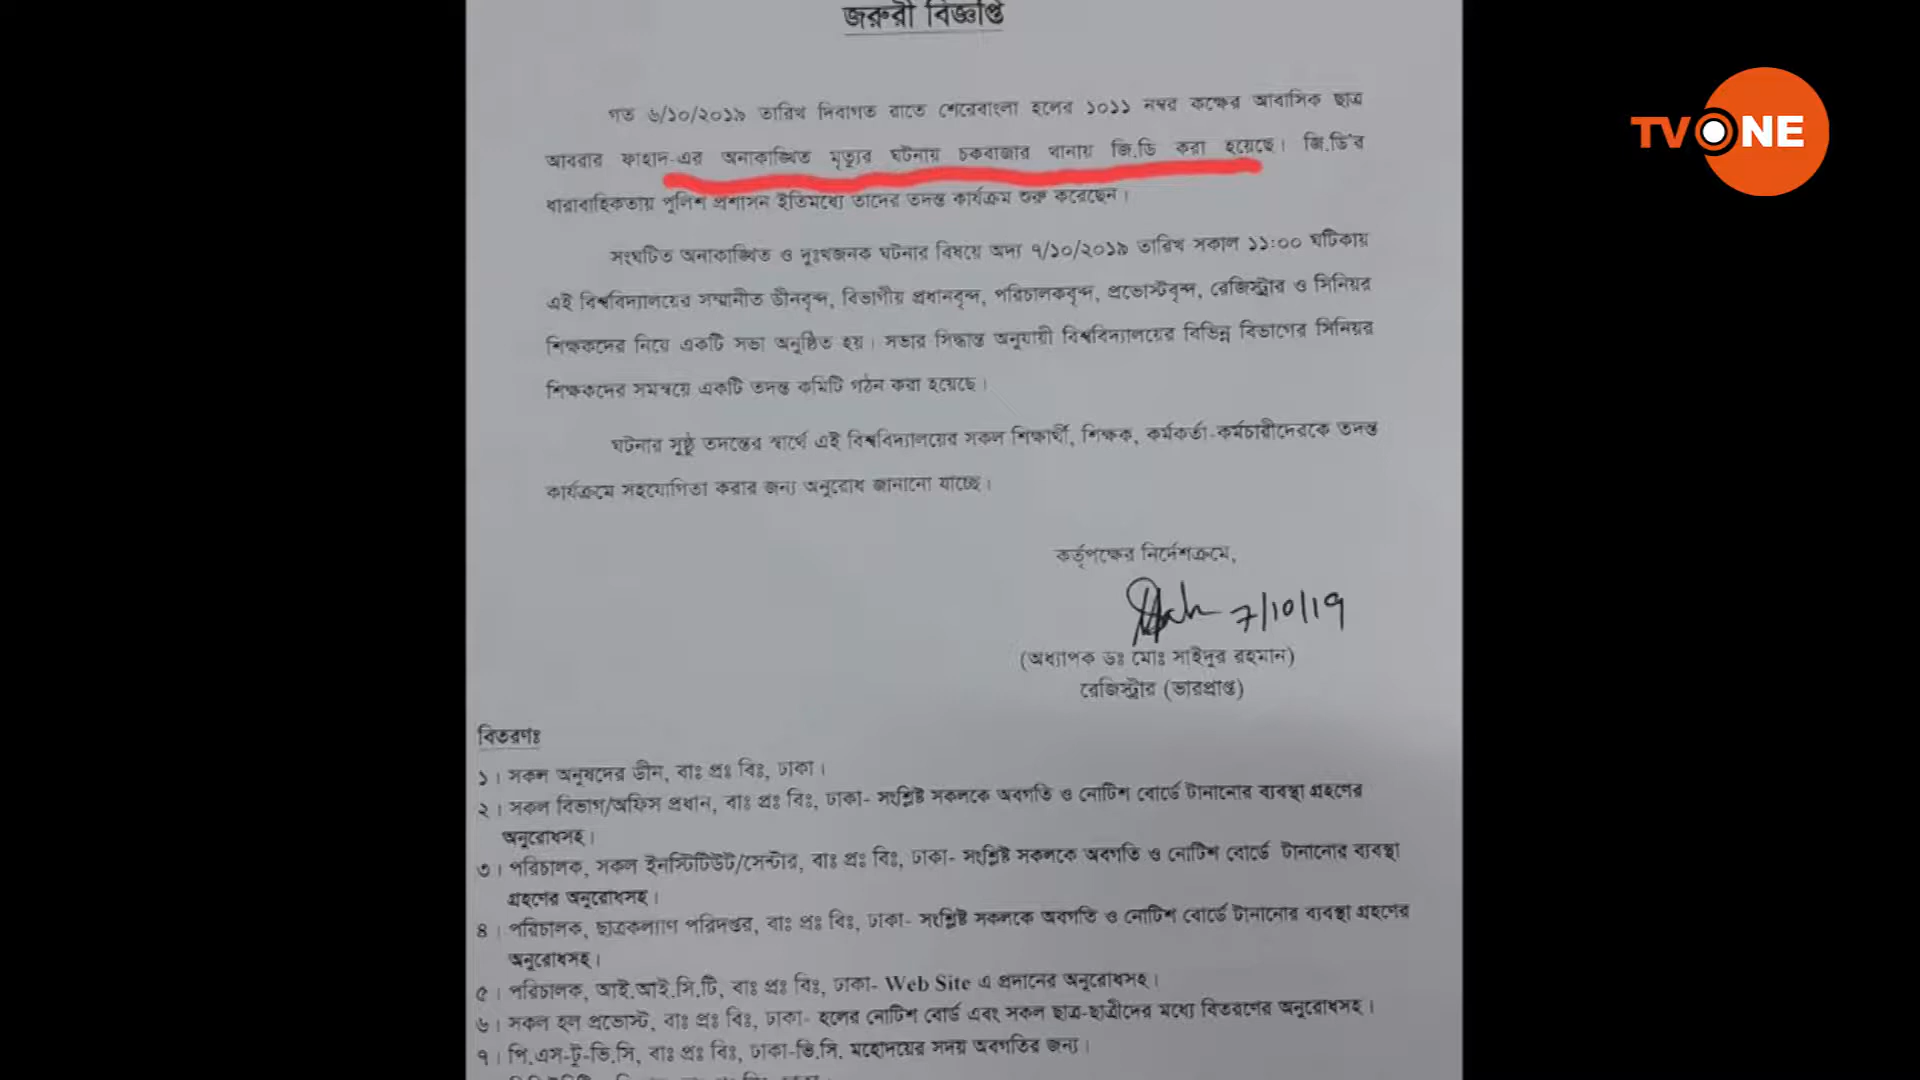 জরুরী বিজ্ঞপ্তি
TV ONE
গত ৬/১০/২০১৯ তারিখ দিবাগত রাতে শেরেবাংলা হলের ১০১১ নম্বর কক্ষের আবাসিক ছাত্র
আবরার ফাহাদ-এর অনাকাঙ্খিত মৃত্যুর ঘটনায় চকবাজার থানায় জি.ডি করা হয়েছে। জি.ডি'র
ধারাবাহিকতায় পুলিশ প্রশাসন ইতিমধ্যে তাদের তদন্ত কার্যক্রম শুরু করেছেন।
সংঘটিত অনাকাঙ্খিত ও দুঃখজনক ঘটনার বিষয়ে অদ্য ৭/১০/২০১৯ তারিখ সকাল ১১:০০ ঘটিকায়
এই বিশ্ববিদ্যালয়ের সম্মানীত ডীনবৃন্দ, বিভাগীয় প্রধানবৃন্দ, পরিচালকবৃন্দ, প্রভোস্টবৃন্দ, রেজিস্ট্রার ও সিনিয়র
শিক্ষকদের নিয়ে একটি সভা অনুষ্ঠিত হয়। সভার সিদ্ধান্ত অনুযায়ী বিশ্ববিদ্যালয়ের বিভিন্ন বিভাগের সিনিয়র
শিক্ষকদের সমন্বয়ে একটি তদন্ত কমিটি গঠন করা হয়েছে।
ঘটনার সুষ্ঠু তদন্তের স্বার্থে এই বিশ্ববিদ্যালয়ের সকল শিক্ষার্থী, শিক্ষক, কর্মকর্তা-কর্মচারীদেরকে তদন্ত
কার্যক্রমে সহযোগিতা করার জন্য অনুরোধ জানানো যাচ্ছে।
কর্তৃপক্ষের নির্দেশক্রমে,
7/10/19
(অধ্যাপক ডঃ মোঃ সাইদুর রহমান)
রেজিস্ট্রার (ভারপ্রাপ্ত)
বিতরণঃ
১। সকল অনুষদের ডীন, বাঃ প্রঃ বিঃ, ঢাকা।
২। সকল বিভাগ/অফিস প্রধান, বাঃ প্রঃ বিঃ, ঢাকা- সংশ্লিষ্ট সকলকে অবগতি ও নোটিশ বোর্ডে টানানোর ব্যবস্থা গ্রহণের
অনুরোধসহ।
৩। পরিচালক, সকল ইনস্টিটিউট/সেন্টার, বাঃ প্রঃ বিঃ, ঢাকা- সংশ্লিষ্ট সকলকে অবগতি ও নোটিশ বোর্ডে টানানোর ব্যবস্থা
গ্রহণের অনুরোধসহ।
৪। পরিচালক, ছাত্রকল্যাণ পরিদপ্তর, বাঃ প্রঃ বিঃ, ঢাকা- সংশ্লিষ্ট সকলকে অবগতি ও নোটিশ বোর্ডে টানানোর ব্যবস্থা গ্রহণের
অনুরোধসহ।
৫। পরিচালক, আই.আই.সি.টি, বাঃ প্রঃ বিঃ, ঢাকা- Web Site এ প্রদানের অনুরোধসহ।
৬। সকল হল প্রভোস্ট, বাঃ প্রঃ বিঃ, ঢাকা- হলের নোটিশ বোর্ড এবং সকল ছাত্র-ছাত্রীদের মধ্যে বিতরণের অনুরোধসহ।
৭। পি.এস-টু-ভি.সি, বাঃ প্রঃ বিঃ, ঢাকা-ভি.সি. মহোদয়ের সদয় অবগতির জন্য।